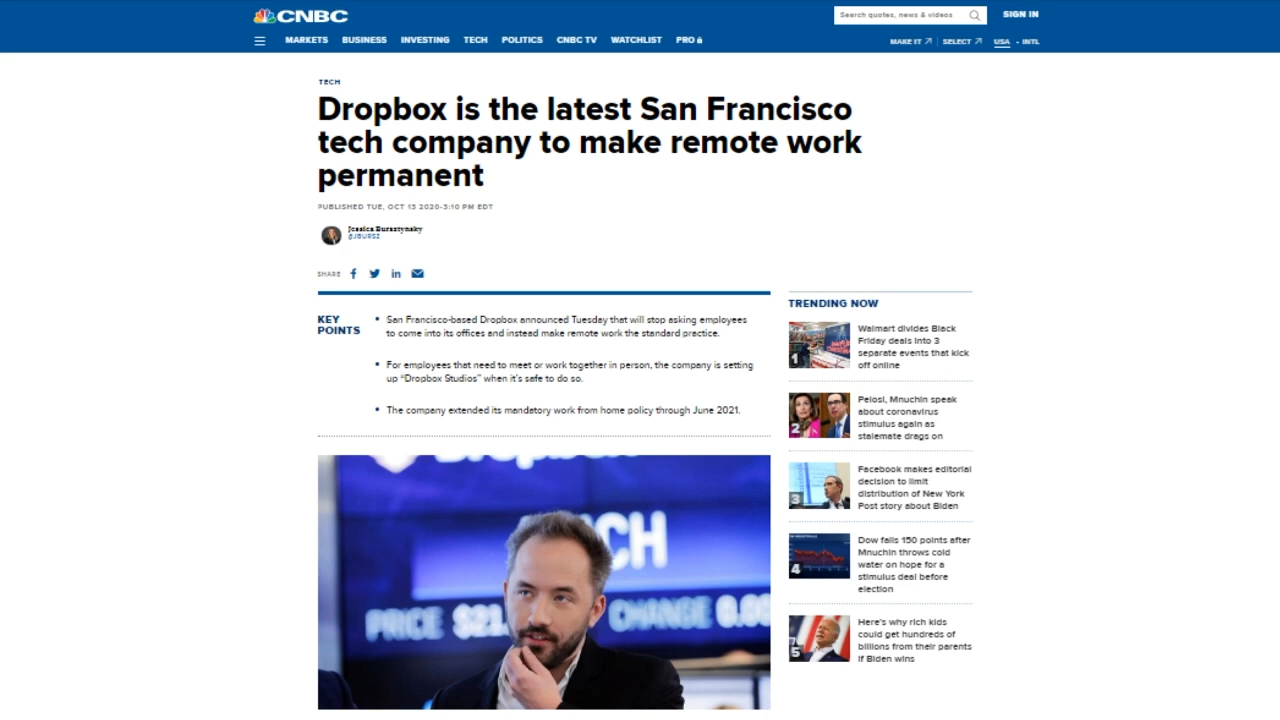 CNBC
Search quotes, news & videos
SIGN IN
MARKETS BUSINESS INVESTING TECH POLITICS CNBC TV WATCHLIST PRO
MAKE IT SELECT USA • INTL
TECH
Dropbox is the latest San Francisco
tech company to make remote work
permanent
PUBLISHED TUE, OCT 13 2020-3:10 PM EDT
Jessica Bursztynsky
@JBURSZ
SHARE
KEY
POINTS
San Francisco-based Dropbox announced Tuesday that will stop asking employees
to come into its offices and instead make remote work the standard practice.
For employees that need to meet or work together in person, the company is setting
up “Dropbox Studios” when it’s safe to do so.
The company extended its mandatory work from home policy through June 2021.
Dropbox
PRICE $21. CHANGE 0.00
TRENDING NOW
1
Walmart divides Black
Friday deals into 3
separate events that kick
off online
2
Pelosi, Mnuchin speak
about coronavirus
stimulus again as
stalemate drags on
3
Facebook makes editorial
decision to limit
distribution of New York
Post story about Biden
4
Dow falls 150 points after
Mnuchin throws cold
water on hope for a
stimulus deal before
election
5
Here's why rich kids
could get hundreds of
billions from their parents
if Biden wins